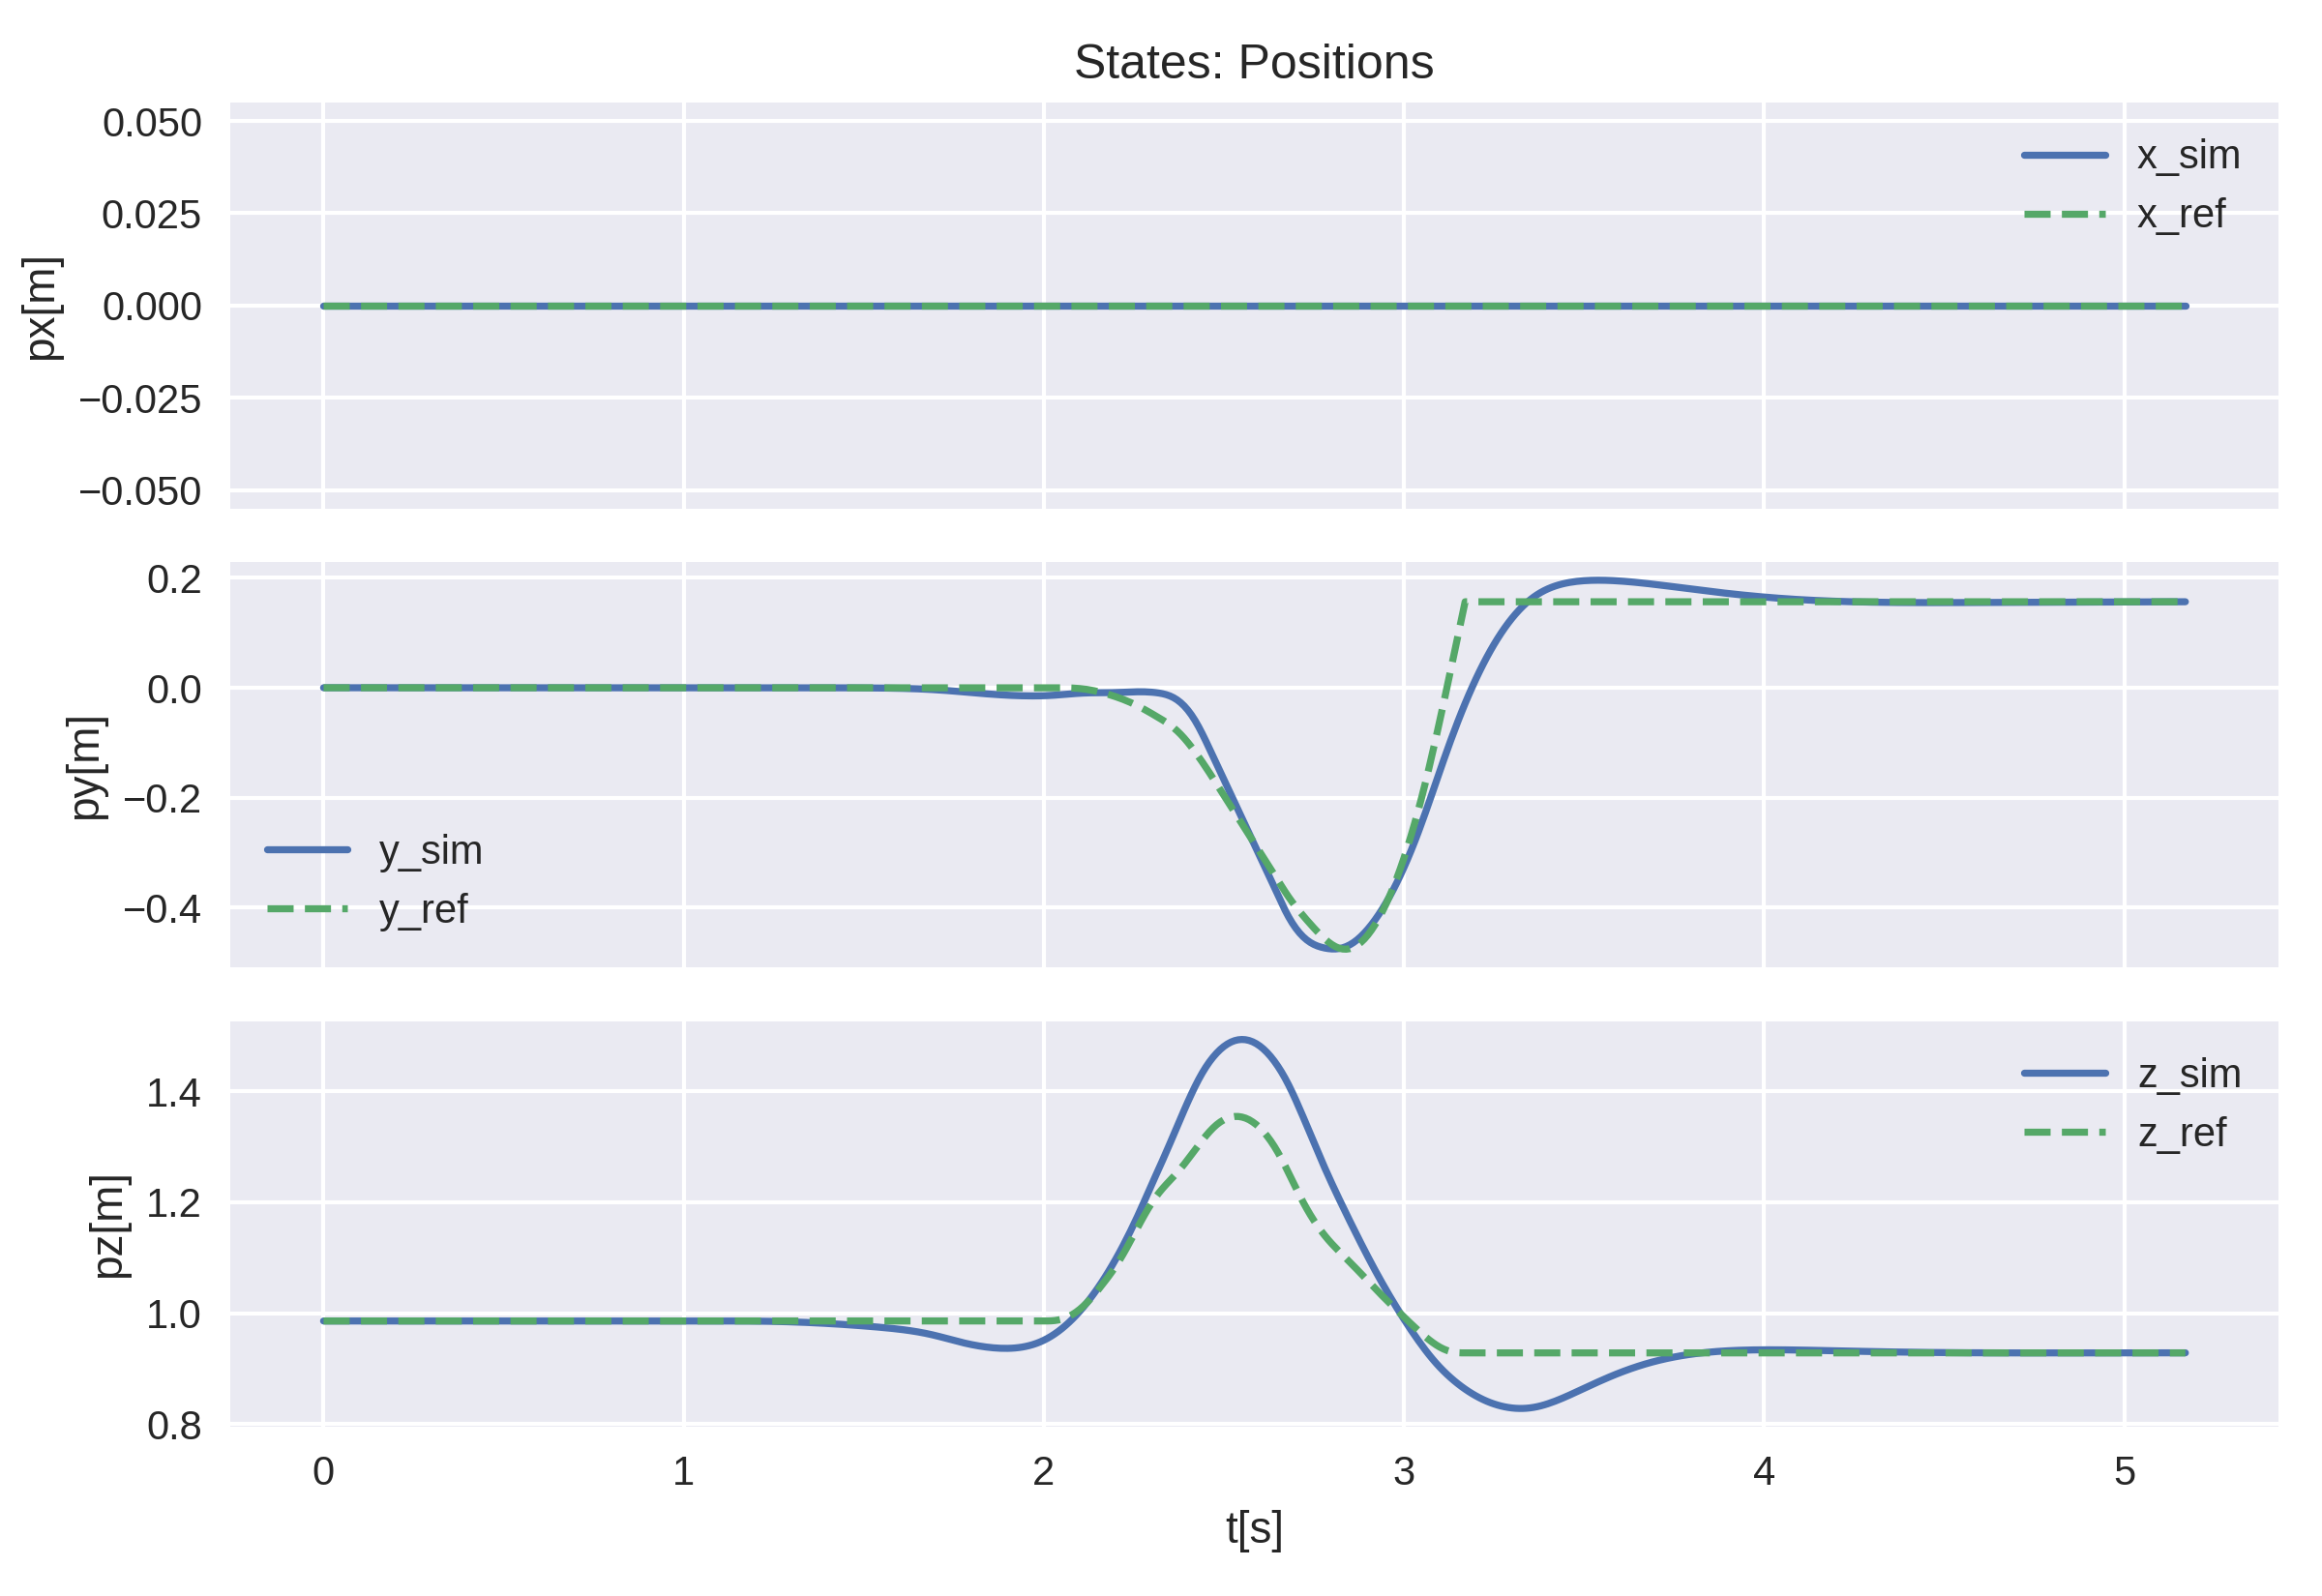 States: Positions
0.050
0.025
0.000
−0.025
−0.050
px[m]
x_sim
x_ref
0.2
0.0
−0.2
−0.4
py[m]
y_sim
y_ref
1.4
1.2
1.0
0.8
pz[m]
z_sim
z_ref
0 1 2 3 4 5
t[s]